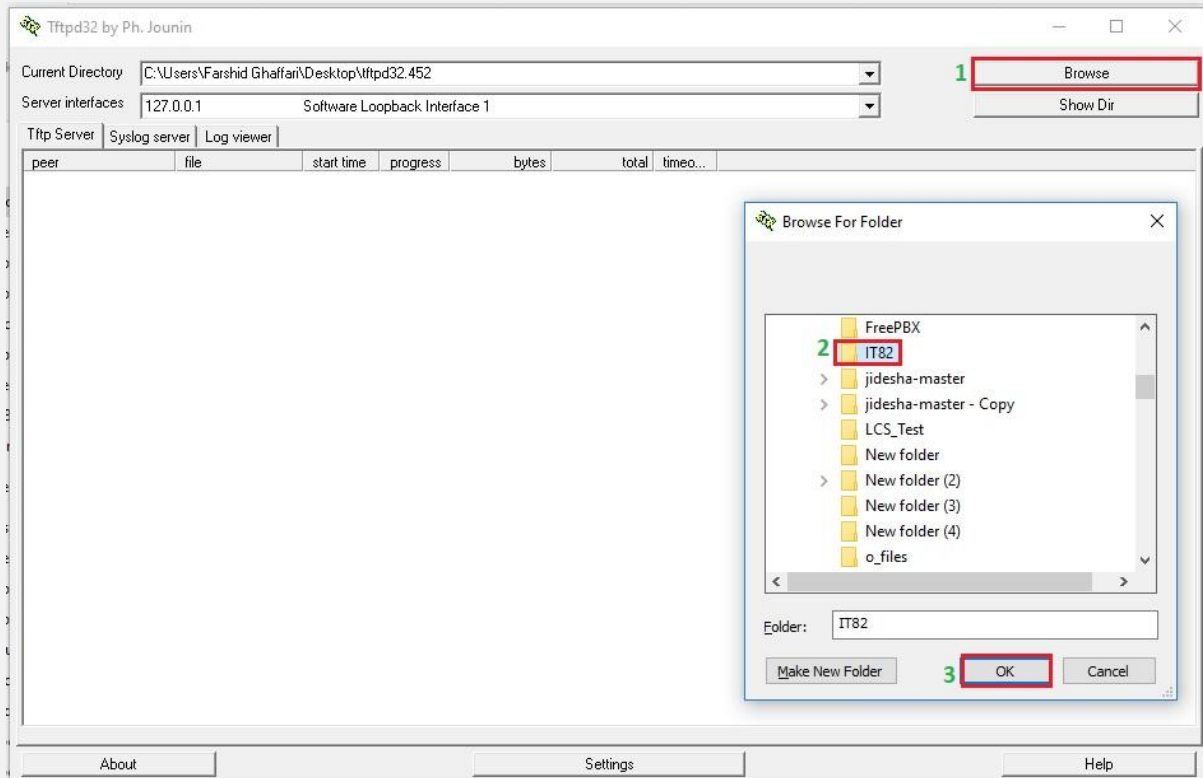 Tftpd32 by Ph. Jounin
Current Directory C:\Users\Farshid Ghaffari\Desktop\tftpd32.452 1 Browse
Server interfaces 127.0.0.1 Software Loopback Interface 1 Show Dir
Tftp Server Syslog server Log viewer
peer file start time progress bytes total timeo...
Browse For Folder
FreePBX
2 IT82
jidesha-master
jidesha-master - Copy
LCS_Test
New folder
New folder (2)
New folder (3)
New folder (4)
o_files
Folder: IT82
Make New Folder 3 OK Cancel
About Settings Help